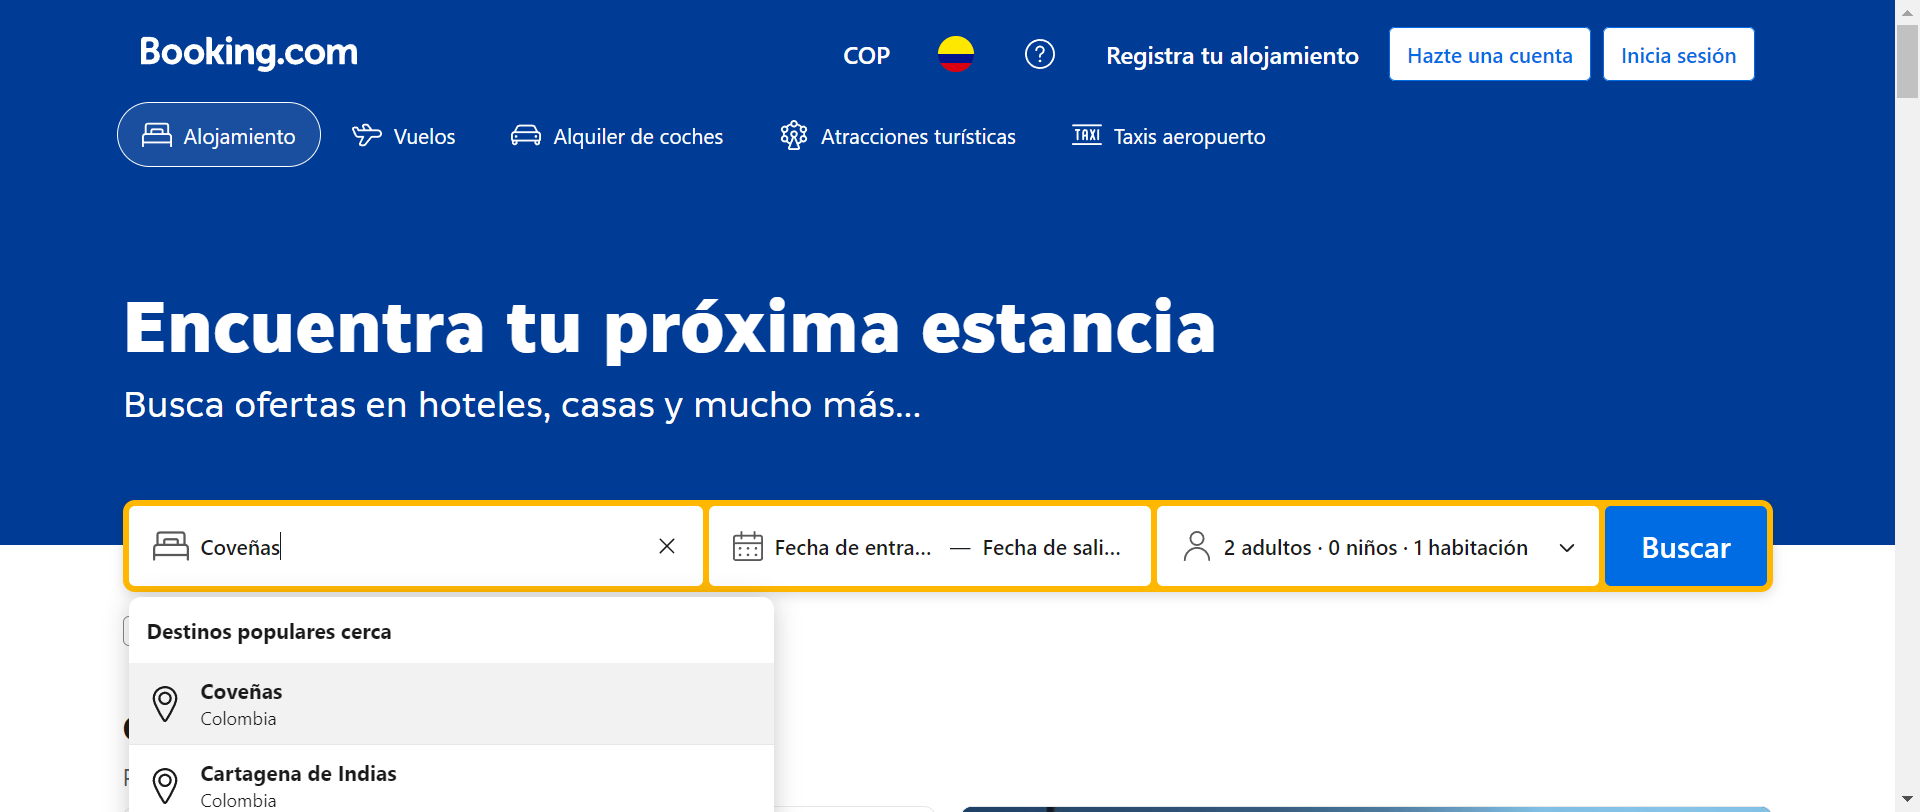 Booking.com
COP
Registra tu alojamiento
Hazte una cuenta
Inicia sesión
Alojamiento
Vuelos
Alquiler de coches
Atracciones turísticas
TAXI
Taxis aeropuerto
Encuentra tu próxima estancia
Busca ofertas en hoteles, casas y mucho más...
Coveñas
Fecha de entra... — Fecha de sali...
2 adultos · 0 niños · 1 habitación
Buscar
Destinos populares cerca
Coveñas
Colombia
Cartagena de Indias
Colombia